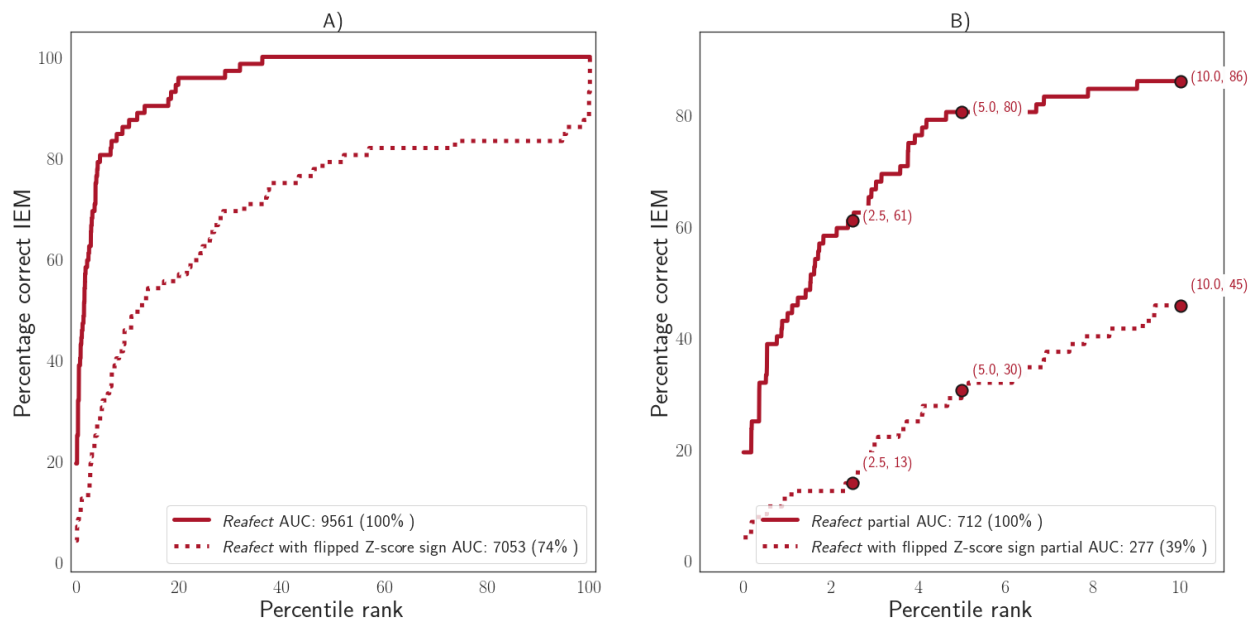 A)
Percentage correct IEM
100
80
60
40
20
0
0
20
40
60
80
100
Percentile rank
Reafect AUC: 9561 (100% )
Reafect with flipped Z-score sign AUC: 7053 (74% )
B)
Percentage correct IEM
80
60
40
20
0
0
2
4
6
8
10
Percentile rank
(10.0, 86)
(5.0, 80)
(2.5, 61)
(10.0, 45)
(5.0, 30)
(2.5, 13)
Reafect partial AUC: 712 (100% )
Reafect with flipped Z-score sign partial AUC: 277 (39% )